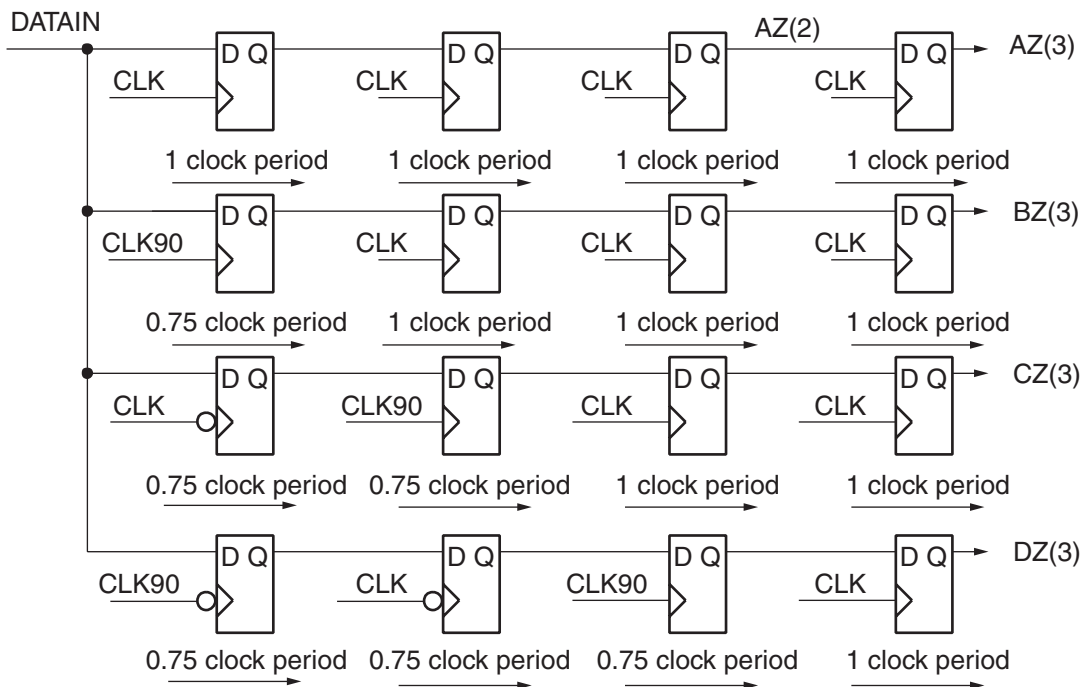 DATAIN
AZ(2)
D Q D Q D Q D Q AZ(3)
CLK CLK CLK CLK
1 clock period 1 clock period 1 clock period 1 clock period
D Q D Q D Q D Q BZ(3)
CLK90 CLK CLK CLK
0.75 clock period 1 clock period 1 clock period 1 clock period
D Q D Q D Q D Q CZ(3)
CLK CLK90 CLK CLK
0.75 clock period 0.75 clock period 1 clock period 1 clock period
D Q D Q D Q D Q DZ(3)
CLK90 CLK CLK90 CLK
0.75 clock period 0.75 clock period 0.75 clock period 1 clock period